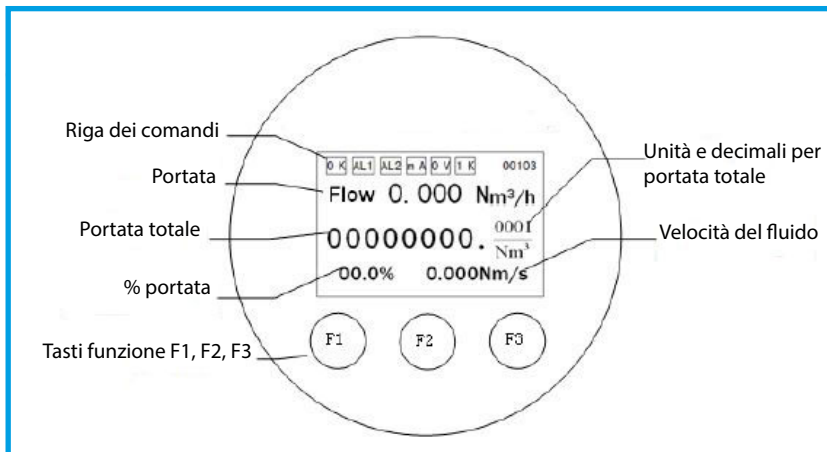 Riga dei comandi
Portata
Portata totale
% portata
Tasti funzione F1, F2, F3
0 K AL1 AL2 m A 0 V 1 K 00103
Flow 0.000 Nm³/h
00000000. 0001
Nm³
00.0% 0.000Nm/s
F1 F2 F3
Unità e decimali per
portata totale
Velocità del fluido